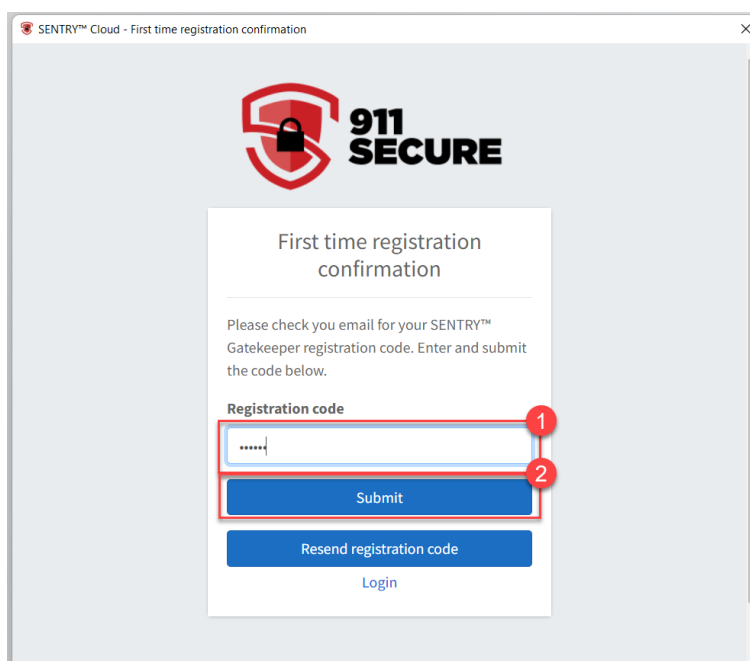 SENTRY™ Cloud - First time registration confirmation
911
SECURE
First time registration
confirmation
Please check you email for your SENTRY™
Gatekeeper registration code. Enter and submit
the code below.
Registration code
1
••••••
2
Submit
Resend registration code
Login